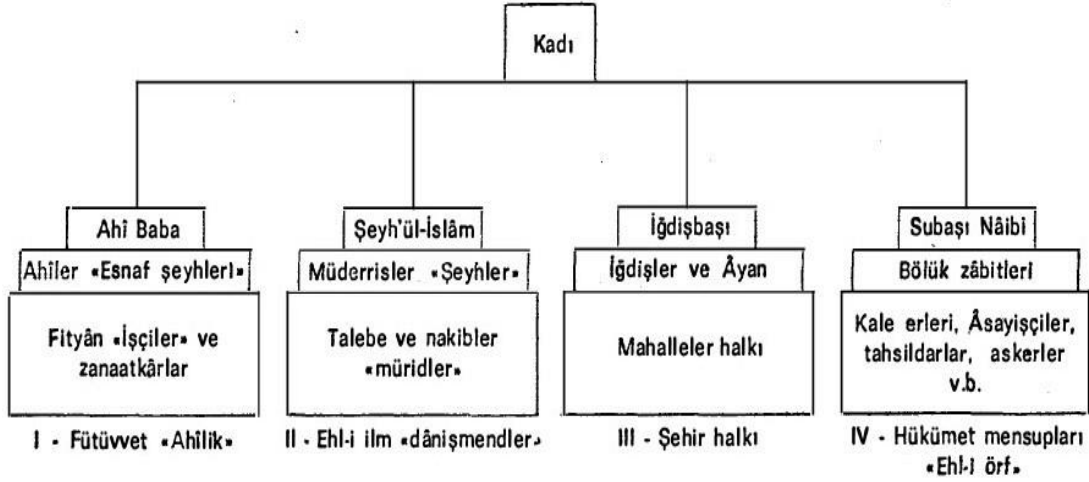 Kadı
Ahî Baba
Ahîler «Esnaf şeyhleri»
Fityân «İşçiler» ve
zanaatkârlar
I - Fütüvvet «Ahîlik»
Şeyh'ül-İslâm
Müderrisler «Şeyhler»
Talebe ve nakibler
«müridler»
II - Ehl-i ilm «dânişmendler»
İğdişbaşı
İğdişler ve Âyan
Mahalleler halkı
III - Şehir halkı
Subaşı Nâibi
Bölük zâbitleri
Kale erleri, Âsayişçiler,
tahsildarlar, askerler
v.b.
IV - Hükümet mensupları
«Ehl-i örf»